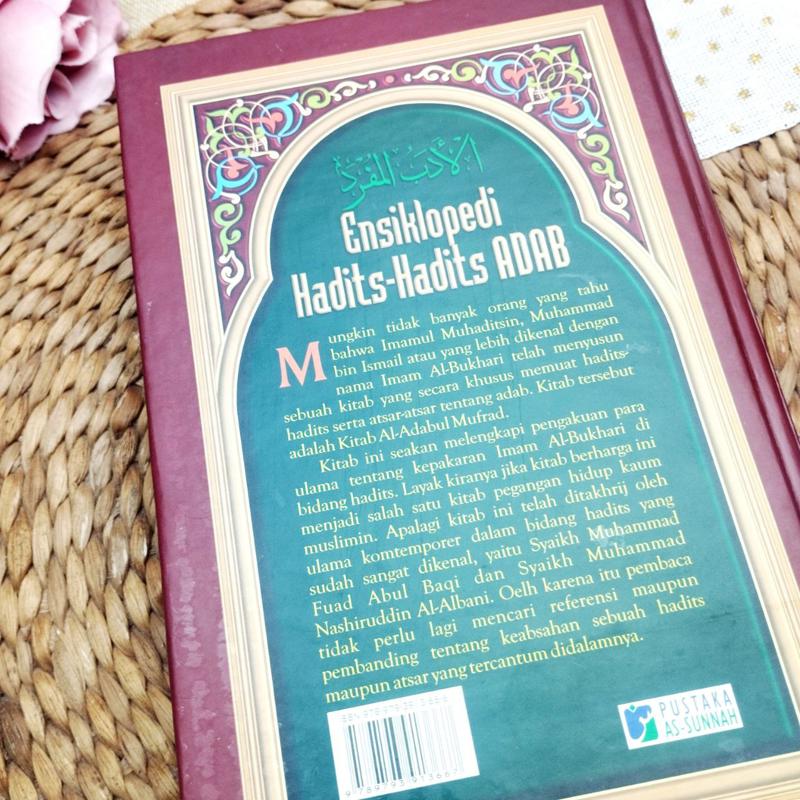 الأدب المفرد
Ensiklopedi
Hadits-Hadits ADAB
Mungkin tidak banyak orang yang tahu
bahwa Imamul Muhaditsin, Muhammad
bin Ismail atau yang lebih dikenal dengan
nama Imam Al-Bukhari telah menyusun
sebuah kitab yang secara khusus memuat hadits-
hadits serta atsar-atsar tentang adab. Kitab tersebut
adalah Kitab Al-Adabul Mufrad.
Kitab ini seakan melengkapi pengakuan para
ulama tentang kepakaran Imam Al-Bukhari di
bidang hadits. Layak kiranya jika kitab berharga ini
menjadi salah satu kitab pegangan hidup kaum
muslimin. Apalagi kitab ini telah ditakhrij oleh
ulama komtemporer dalam bidang hadits yang
sudah sangat dikenal, yaitu Syaikh Muhammad
Fuad Abul Baqi dan Syaikh Muhammad
Nashiruddin Al-Albani. Oelh karena itu pembaca
tidak perlu lagi mencari referensi maupun
pembanding tentang keabsahan sebuah hadits
maupun atsar yang tercantum didalamnya.
PUSTAKA
AS-SUNNAH